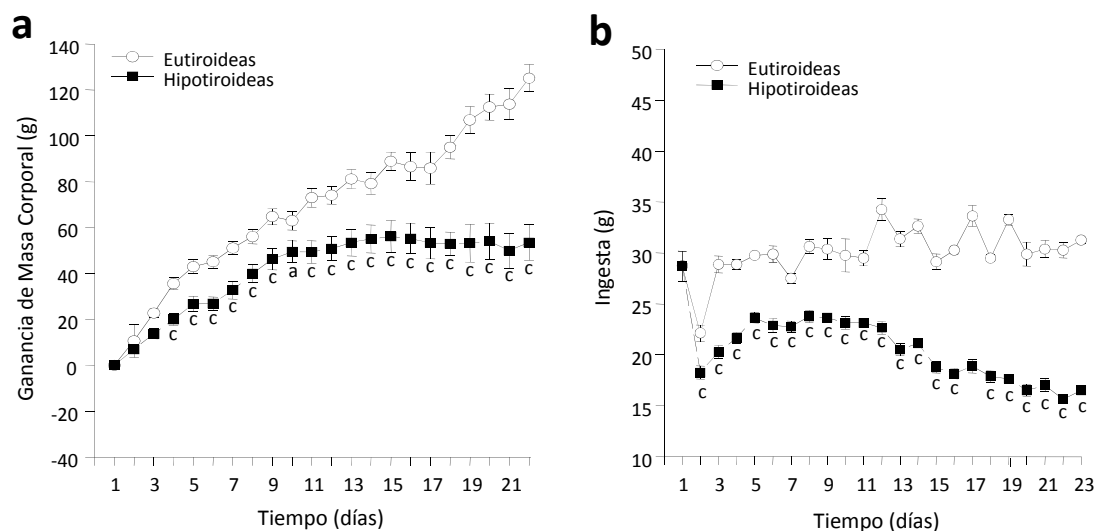 a
Eutiroideas
Hipotiroideas
Ganancia de Masa Corporal (g)
140
120
100
80
60
40
20
0
-20
-40
c c c c c c a c c c c c c c c c c c c
1 3 5 7 9 11 13 15 17 19 21
Tiempo (días)
b
Eutiroideas
Hipotiroideas
Ingesta (g)
50
45
40
35
30
25
20
15
10
c c c c c c c c c c c c c c c c c c c c c c
1 3 5 7 9 11 13 15 17 19 21 23
Tiempo (días)